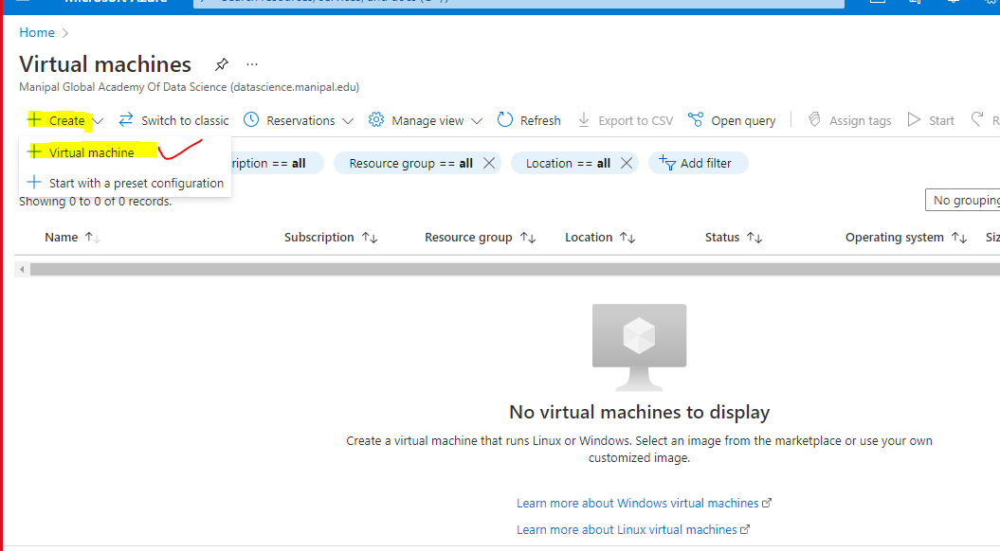 Microsoft Azure
Home
Virtual machines
Manipal Global Academy Of Data Science (datascience.manipal.edu)
Create Switch to classic Reservations Manage view Refresh Export to CSV Open query Assign tags Start R
Virtual machine
ription == all Resource group == all Location == all Add filter
Start with a preset configuration
Showing 0 to 0 of 0 records.
No grouping
Name Subscription Resource group Location Status Operating system Siz
No virtual machines to display
Create a virtual machine that runs Linux or Windows. Select an image from the marketplace or use your own
customized image.
Learn more about Windows virtual machines
Learn more about Linux virtual machines